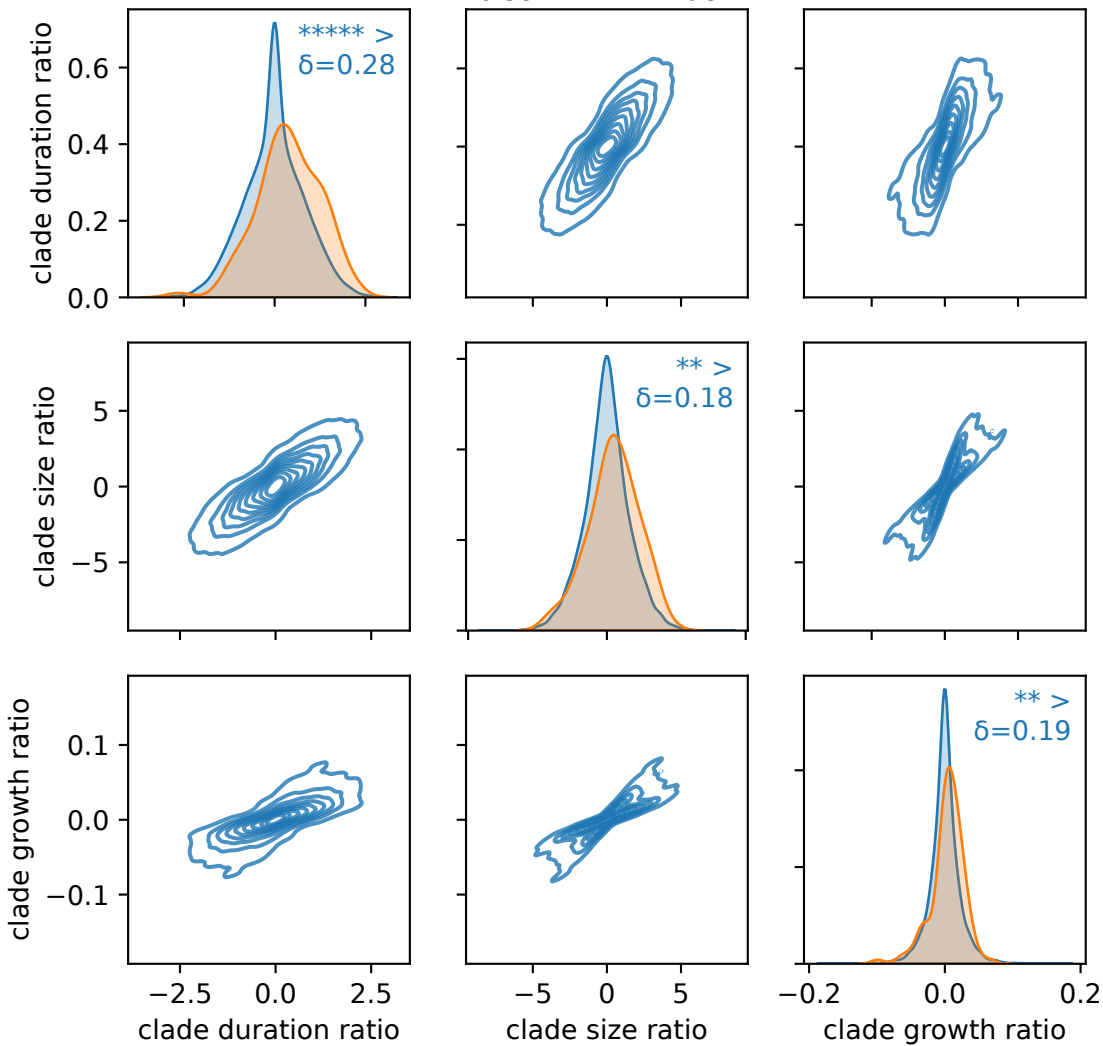 ***** >
δ=0.28
clade duration ratio
0.6
0.4
0.2
0.0
** >
δ=0.18
clade size ratio
5
0
−5
** >
δ=0.19
clade growth ratio
0.1
0.0
−0.1
−2.5 0.0 2.5
−5 0 5
−0.2 0.0 0.2
clade duration ratio
clade size ratio
clade growth ratio